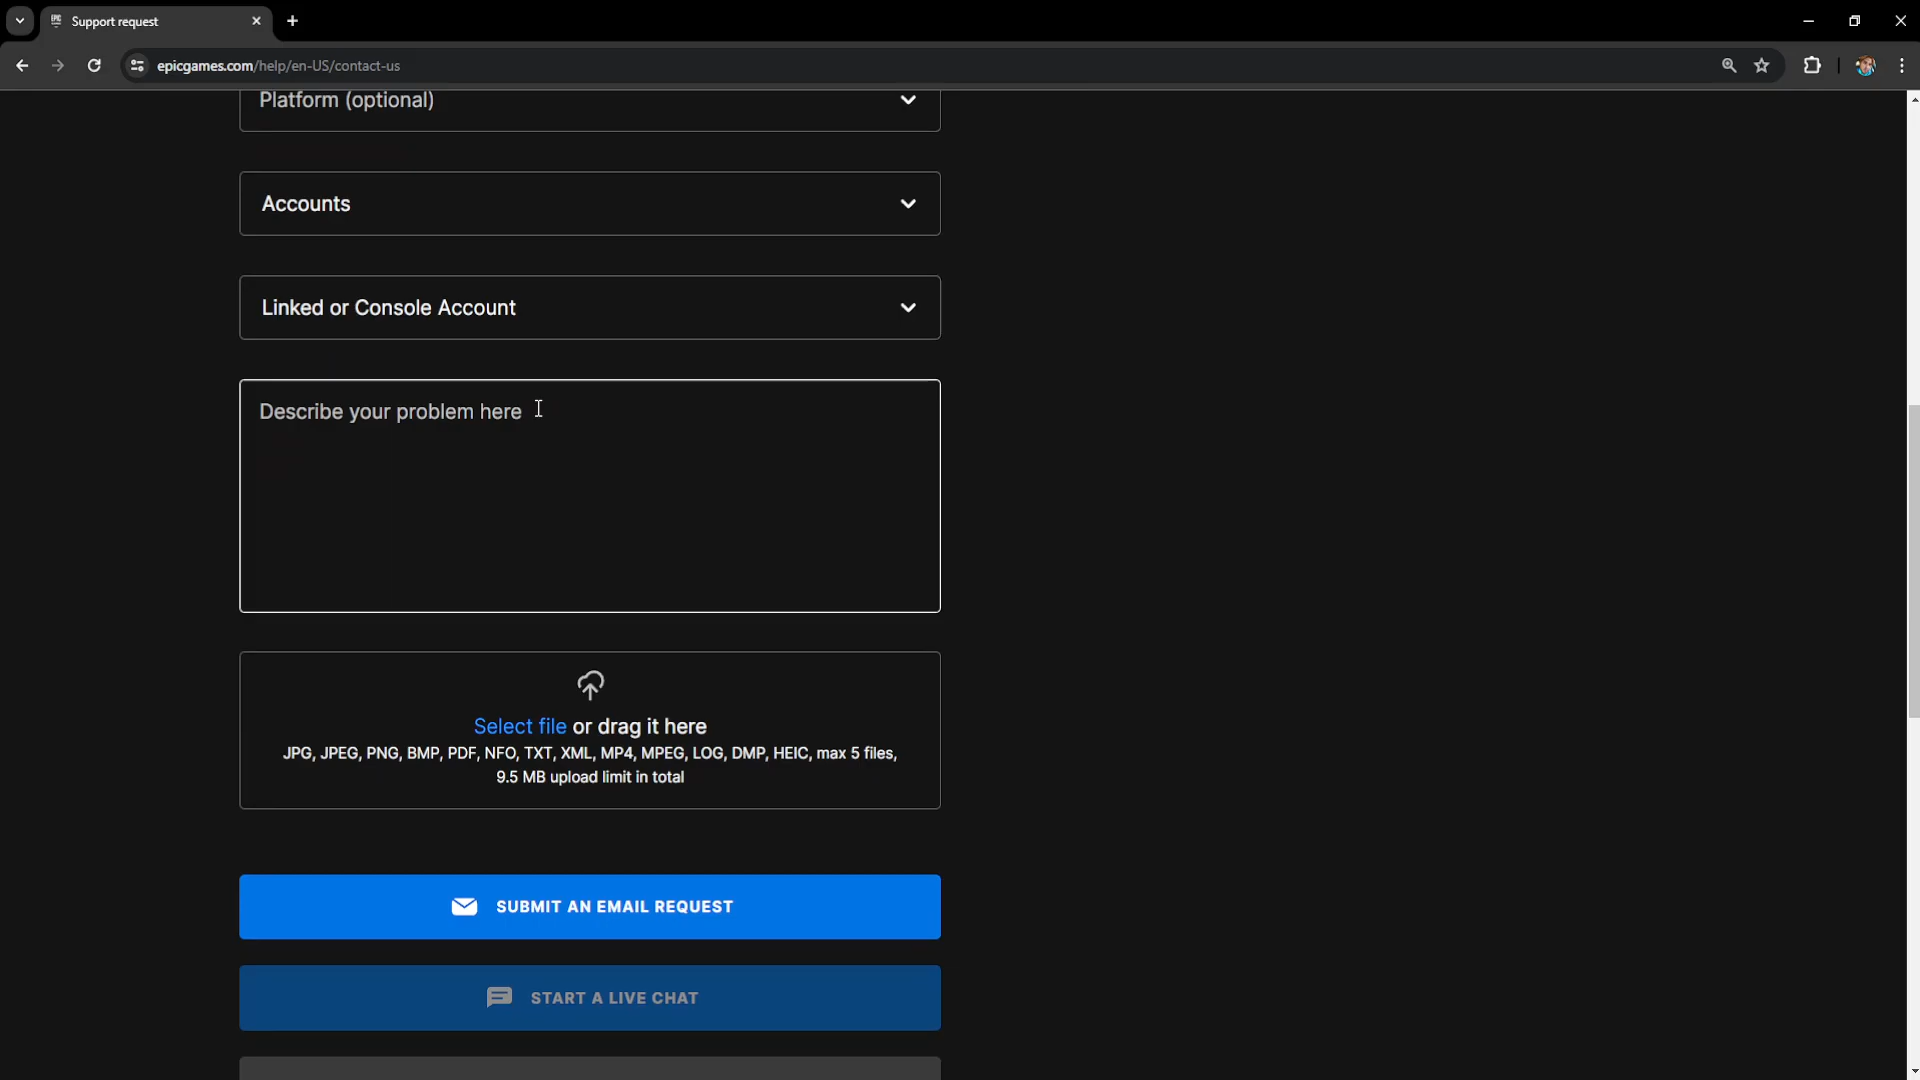 Support request
epicgames.com/help/en-US/contact-us
Platform (optional)
Accounts
Linked or Console Account
Describe your problem here
Select file or drag it here
JPG, JPEG, PNG, BMP, PDF, NFO, TXT, XML, MP4, MPEG, LOG, DMP, HEIC, max 5 files,
9.5 MB upload limit in total
SUBMIT AN EMAIL REQUEST
START A LIVE CHAT